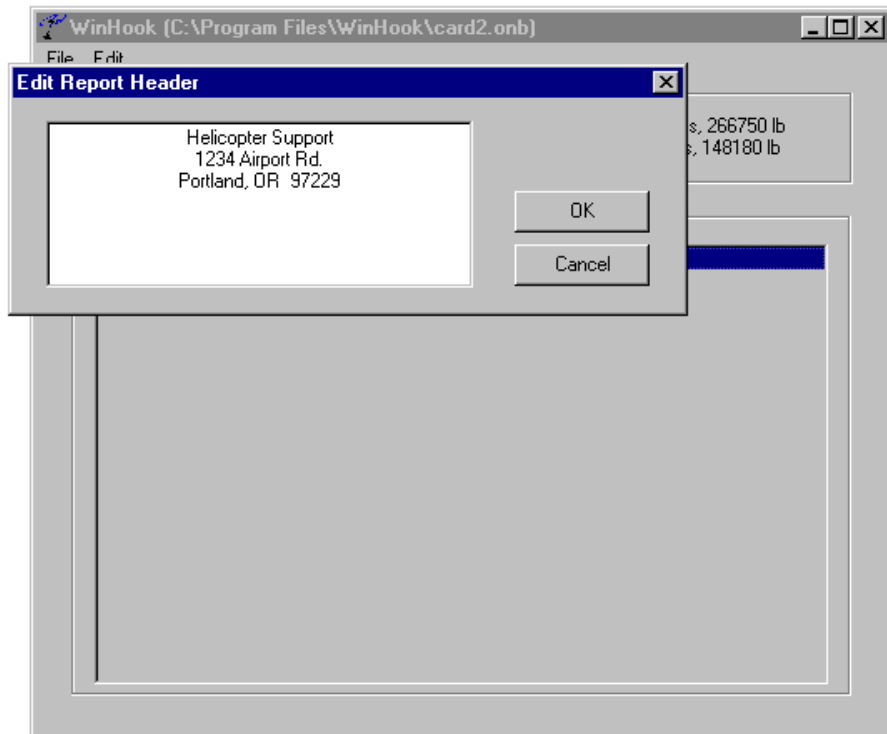 WinHook (C:\Program Files\WinHook\card2.onb)
File Edit
Edit Report Header
Helicopter Support
1234 Airport Rd.
Portland, OR 97229
s, 266750 lb
s, 148180 lb
OK
Cancel